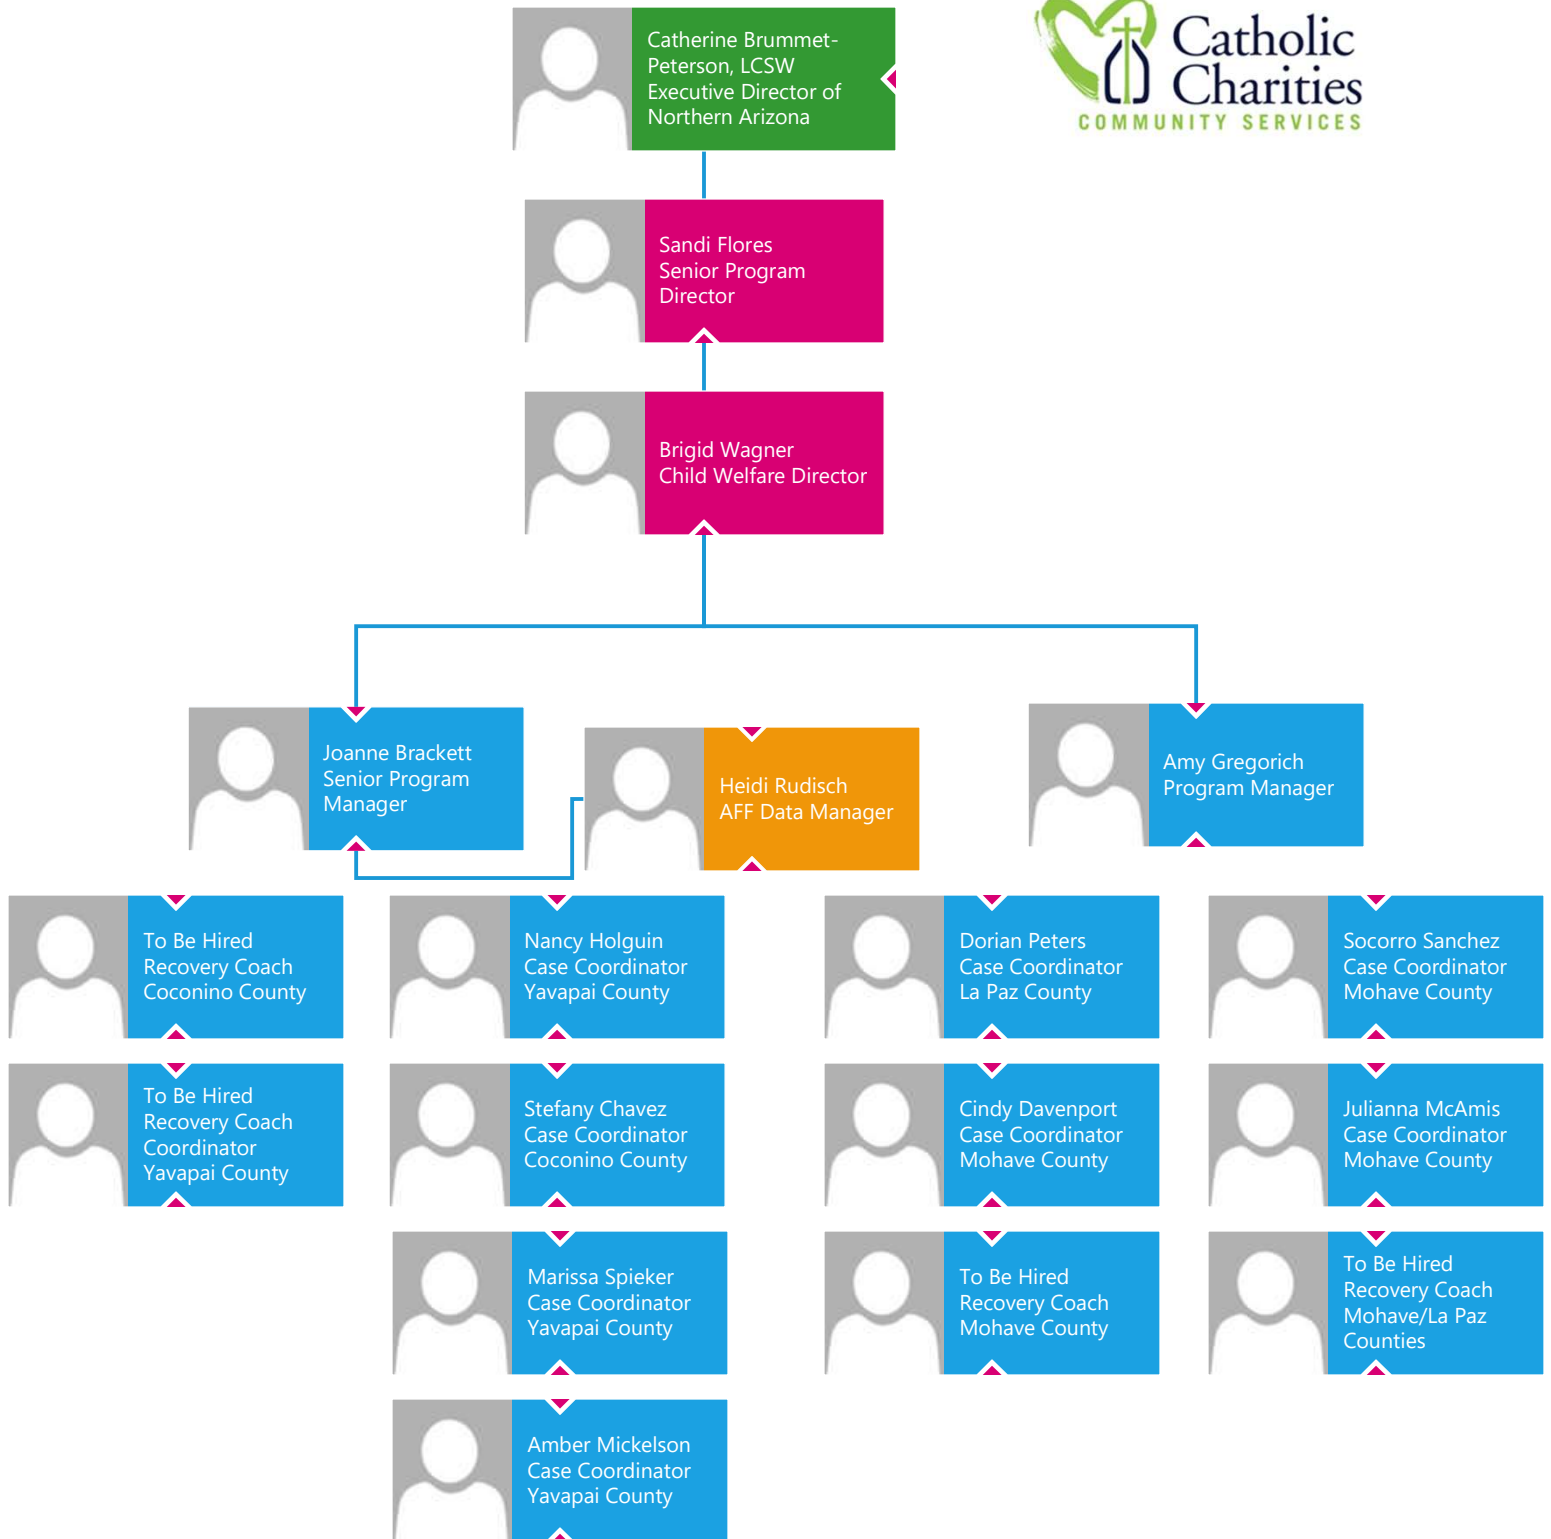 Catherine Brummet-
Peterson, LCSW
Executive Director of
Northern Arizona
Catholic
Charities
COMMUNITY SERVICES
Sandi Flores
Senior Program
Director
Brigid Wagner
Child Welfare Director
Joanne Brackett
Senior Program
Manager
Heidi Rudisch
AFF Data Manager
Amy Gregorich
Program Manager
To Be Hired
Recovery Coach
Coconino County
Nancy Holguin
Case Coordinator
Yavapai County
Dorian Peters
Case Coordinator
La Paz County
Socorro Sanchez
Case Coordinator
Mohave County
To Be Hired
Recovery Coach
Coordinator
Yavapai County
Stefany Chavez
Case Coordinator
Coconino County
Cindy Davenport
Case Coordinator
Mohave County
Julianna McAmis
Case Coordinator
Mohave County
Marissa Spieker
Case Coordinator
Yavapai County
To Be Hired
Recovery Coach
Mohave County
To Be Hired
Recovery Coach
Mohave/La Paz
Counties
Amber Mickelson
Case Coordinator
Yavapai County